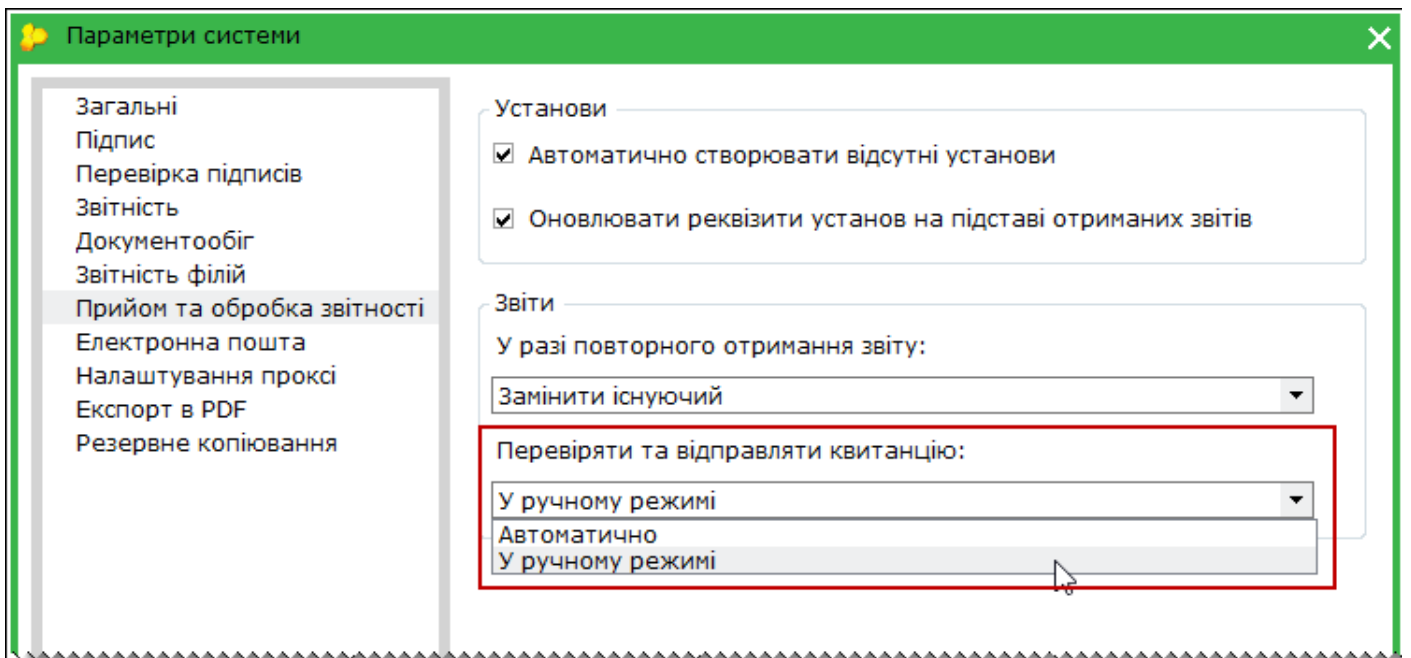 Параметри системи
Загальні
Підпис
Перевірка підписів
Звітність
Документообіг
Звітність філій
Прийом та обробка звітності
Електронна пошта
Налаштування проксі
Експорт в PDF
Резервне копіювання
Установи
Автоматично створювати відсутні установи
Оновлювати реквізити установ на підставі отриманих звітів
Звіти
У разі повторного отримання звіту:
Замінити існуючий
Перевіряти та відправляти квитанцію:
У ручному режимі
Автоматично
У ручному режимі